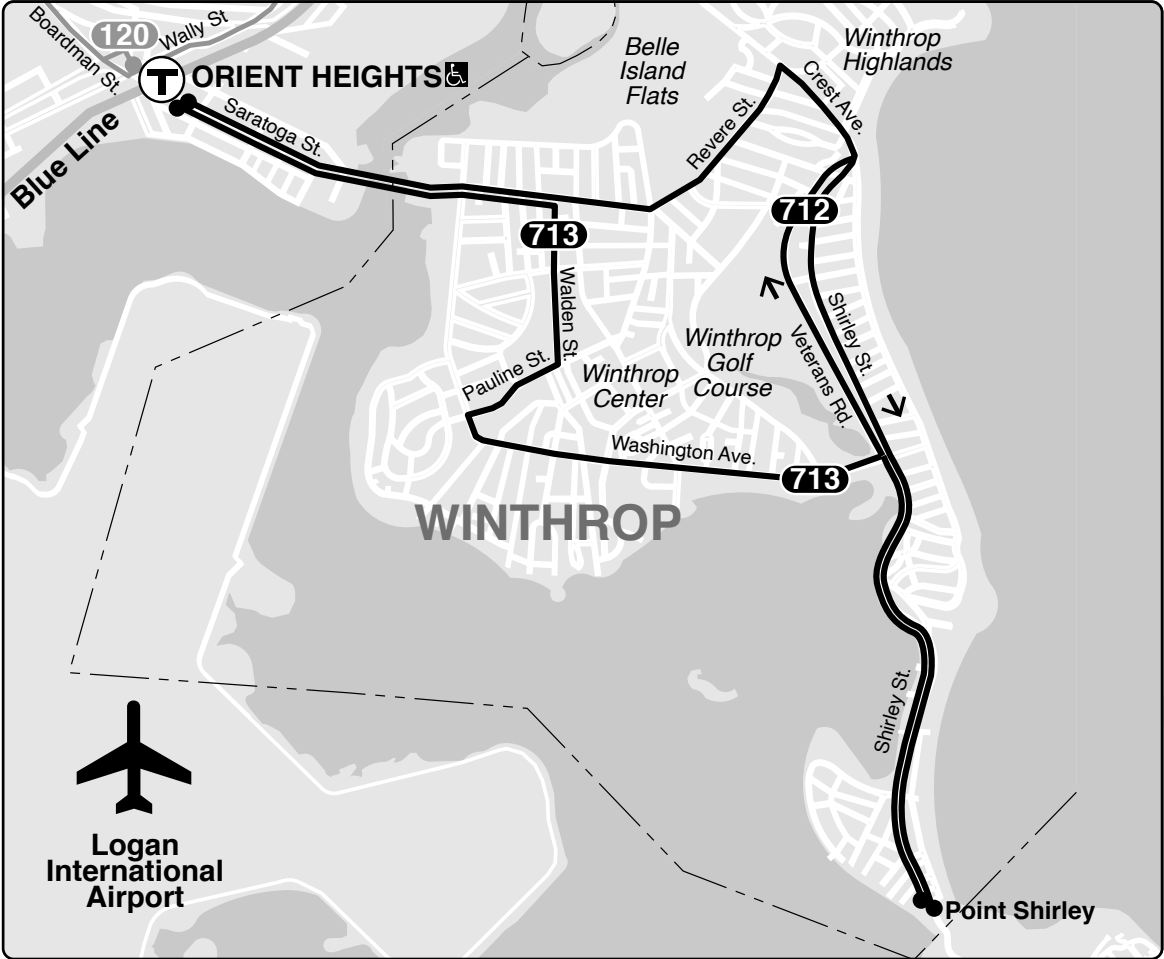 Boardman St.
120
Wally St
T
ORIENT HEIGHTS
Saratoga St.
Blue Line
Belle
Island
Flats
Winthrop
Highlands
Crest Ave.
Revere St.
712
713
Walden St.
Pauline St.
Winthrop
Center
Winthrop
Golf
Course
Veterans Rd.
Shirley St.
Washington Ave.
713
WINTHROP
Shirley St.
Logan
International
Airport
Point Shirley